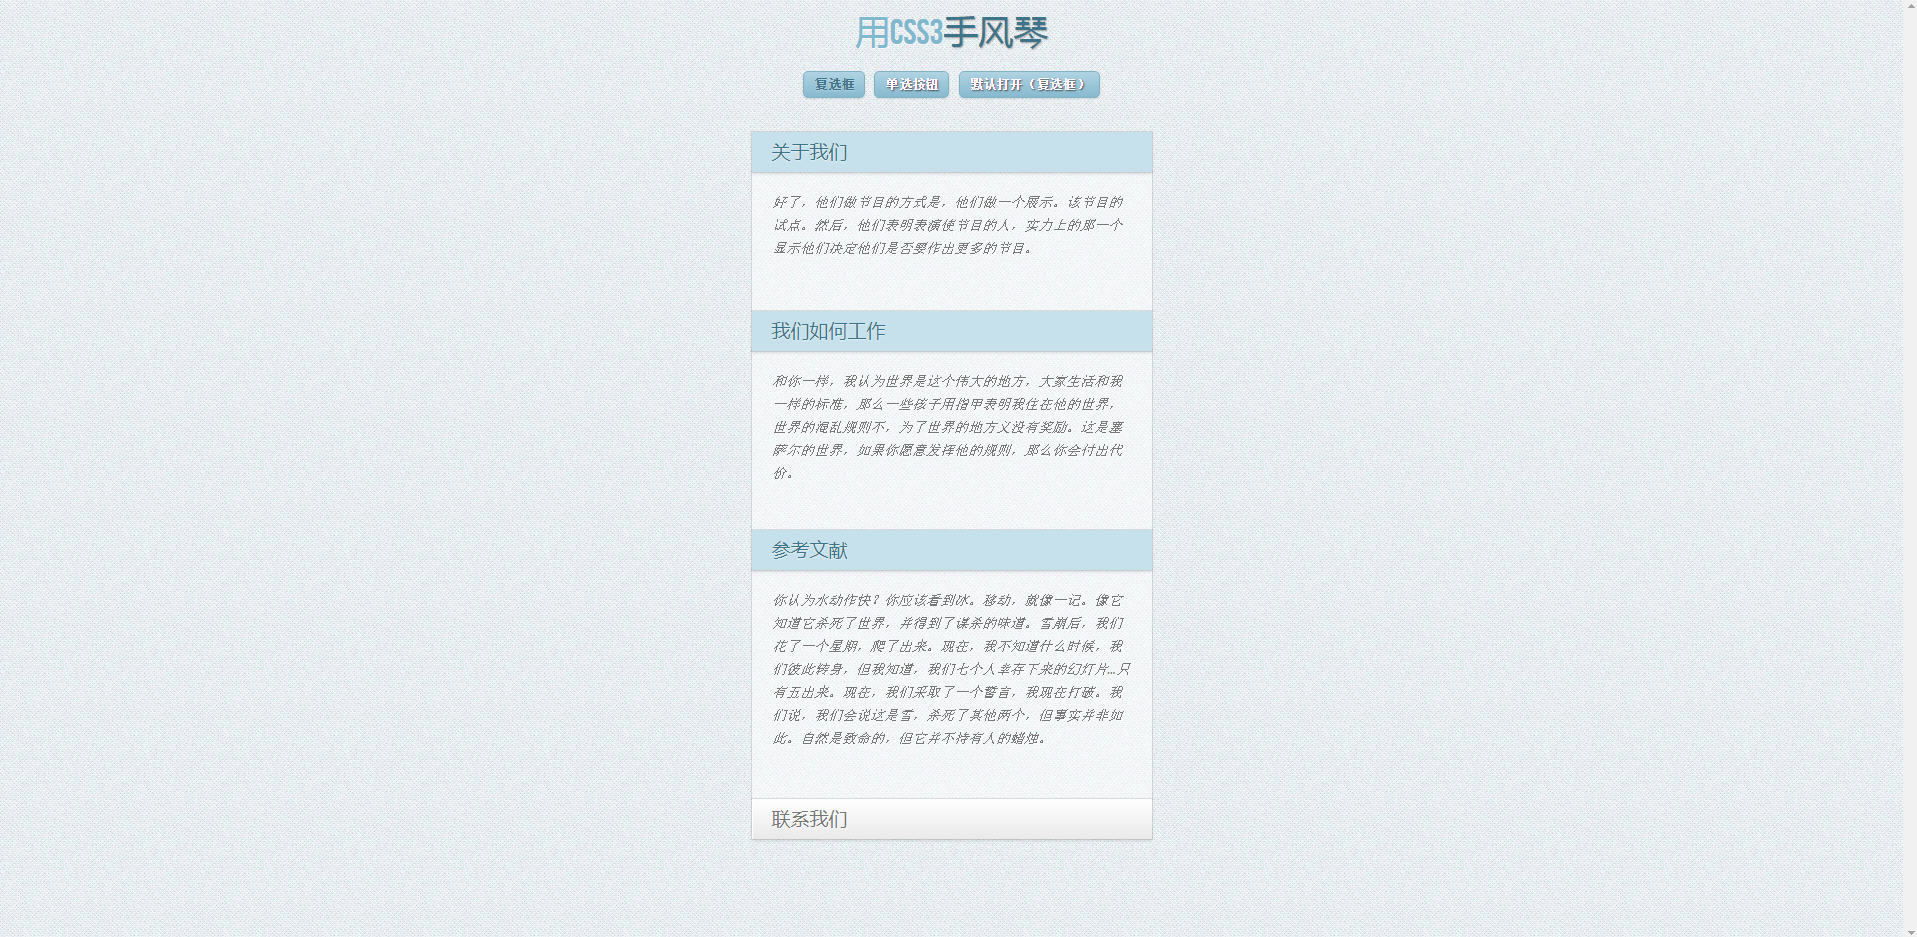 用CSS3手风琴
复选框 单选按钮 默认打开（复选框）
关于我们
好了，他们做节目的方式是，他们做一个展示。该节目的
试点。然后，他们表明表演使节目的人，实力上的那一个
显示他们决定他们是否要作出更多的节目。
我们如何工作
和你一样，我认为世界是这个伟大的地方，大家生活和我
一样的标准，那么一些孩子用指甲表明我住在他的世界，
世界的混乱规则不，为了世界的地方义没有奖励。这是塞
萨尔的世界，如果你愿意发挥他的规则，那么你会付出代
价。
参考文献
你认为水动作快？你应该看到冰。移动，就像一记。像它
知道它杀死了世界，并得到了谋杀的味道。雪崩后，我们
花了一个星期，爬了出来。现在，我不知道什么时候，我
们彼此转身，但我知道，我们七个人幸存下来的幻灯片…只
有五出来。现在，我们采取了一个誓言，我现在打破。我
们说，我们会说这是雪，杀死了其他两个，但事实并非如
此。自然是致命的，但它并不持有人的蜡烛。
联系我们